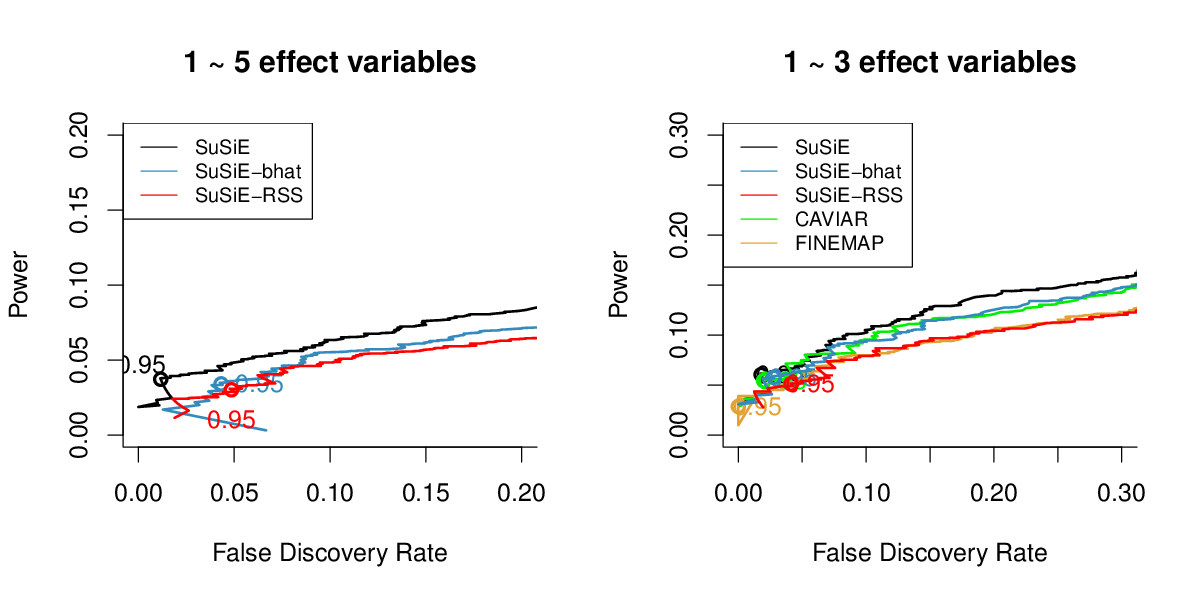 1 ~ 5 effect variables
Power
0.00
0.05
0.10
0.15
0.20
SuSiE
SuSiE−bhat
SuSiE−RSS
0.95
0.95
0.95
0.00
0.05
0.10
0.15
0.20
False Discovery Rate
1 ~ 3 effect variables
Power
0.00
0.10
0.20
0.30
SuSiE
SuSiE−bhat
SuSiE−RSS
CAVIAR
FINEMAP
0.95
0.95
0.00
0.10
0.20
0.30
False Discovery Rate